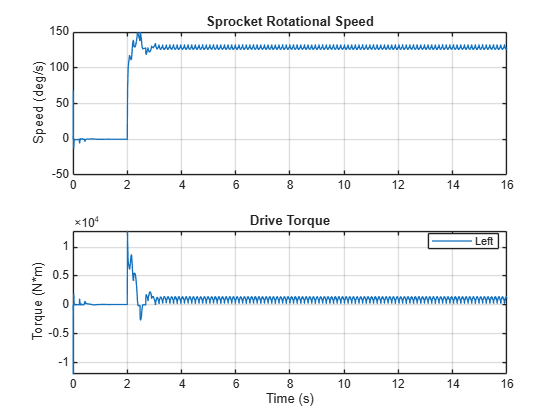 Sprocket Rotational Speed
Speed (deg/s)
150
100
50
0
-50
0 2 4 6 8 10 12 14 16
Drive Torque
×10⁴
Torque (N*m)
1
0.5
0
-0.5
-1
Left
0 2 4 6 8 10 12 14 16
Time (s)